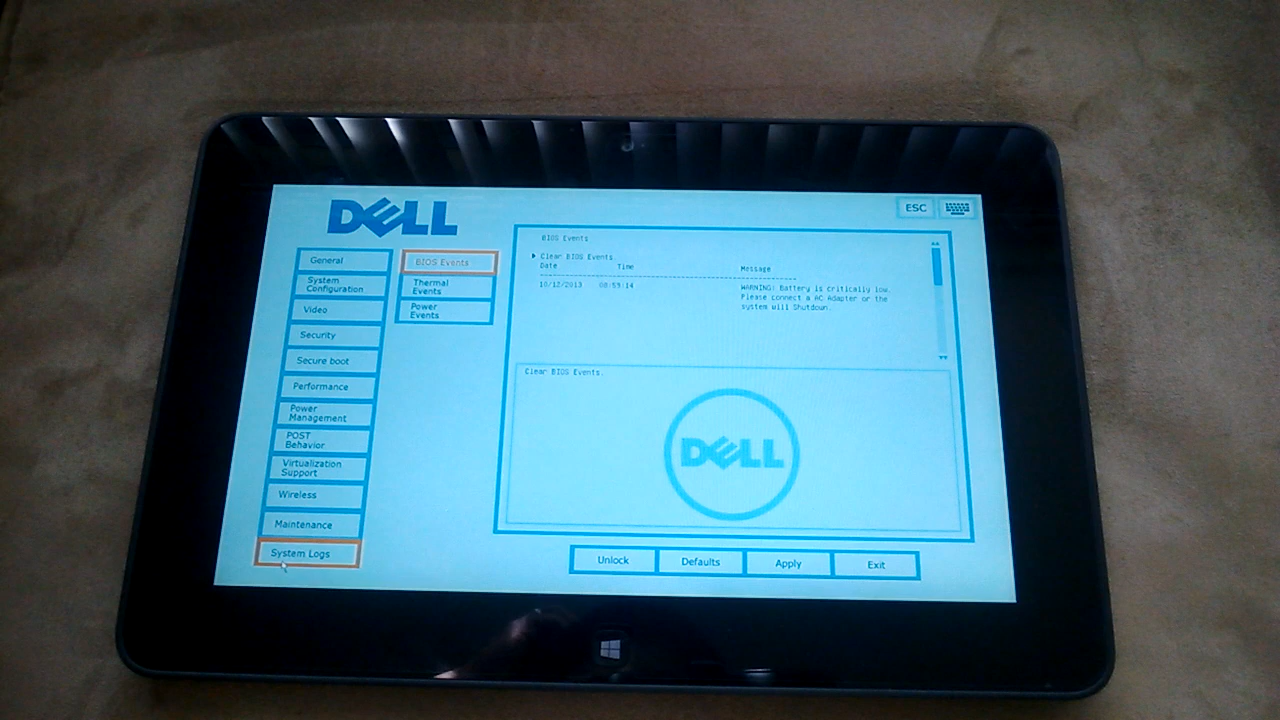 DELL
ESC
General
System
Configuration
Video
Security
Secure boot
Performance
Power
Management
POST
Behavior
Virtualization
Support
Wireless
Maintenance
System Logs
BIOS Events
Thermal
Events
Power
Events
BIOS Events
Clear BIOS Events.
Date Time Message
10/12/2013 08:59:14 WARNING! Battery is critically low.
Please connect a AC Adapter or the
system will Shutdown.
Clear BIOS Events.
DELL
Unlock Defaults Apply Exit